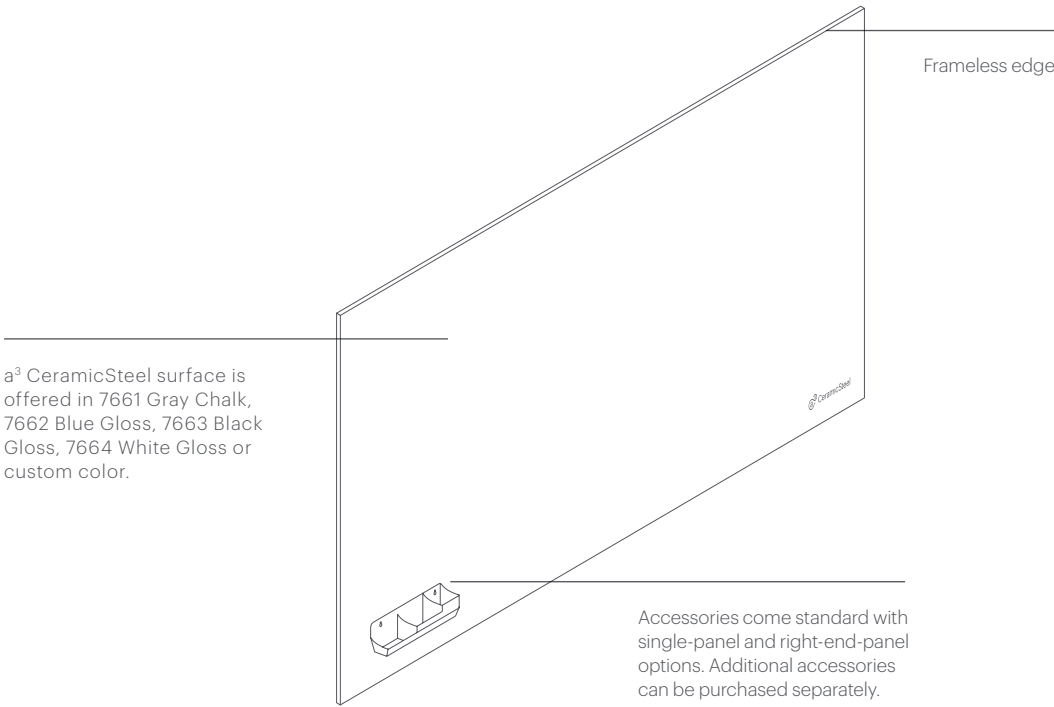 Frameless edge
a³ CeramicSteel surface is
offered in 7661 Gray Chalk,
7662 Blue Gloss, 7663 Black
Gloss, 7664 White Gloss or
custom color.
a³ CeramicSteel
Accessories come standard with
single-panel and right-end-panel
options. Additional accessories
can be purchased separately.